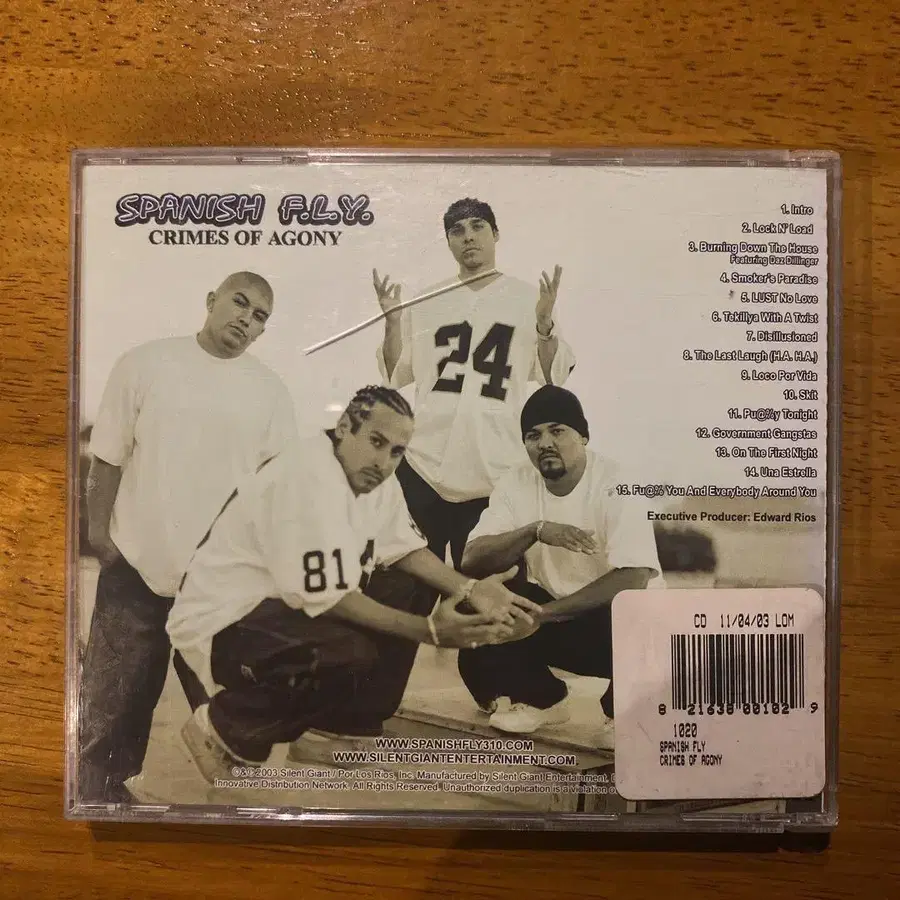 SPANISH F.L.Y.
CRIMES OF AGONY
1. Intro
2. Lock N' Load
3. Burning Down The House
Featuring Daz Dillinger
4. Smoker's Paradise
5. LUST No Love
6. Tekillya With A Twist
7. Disillusioned
8. The Last Laugh (H.A. H.A.)
9. Loco Por Vida
10. Skit
11. Pu@%y Tonight
12. Government Gangstas
13. On The First Night
14. Una Estrella
15. Fu@% You And Everybody Around You
Executive Producer: Edward Rios
24
81
CD 11/04/03 LOM
8 21638 00182 9
1020
SPANISH FLY
CRIMES OF AGONY
WWW.SPANISHFLY310.COM
WWW.SILENTGIANTENTERTAINMENT.COM
©&℗ 2003 Silent Giant / Por Los Rios, Inc. Manufactured by Silent Giant Entertainment.
Innovative Distribution Network. All Rights Reserved. Unauthorized duplication is a violation